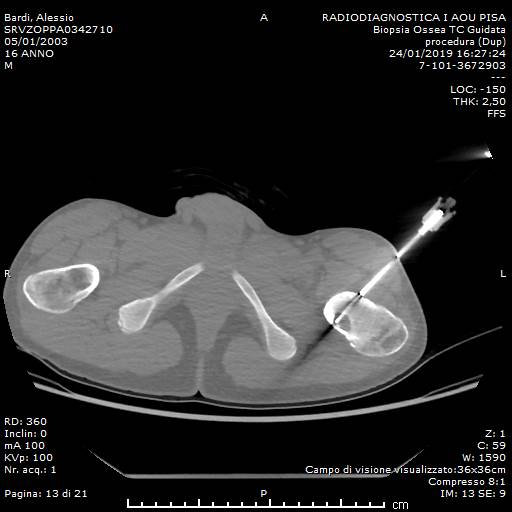 Bardi, Alessio
SRVZOPPA0342710
05/01/2003
16 ANNO
M
A
RADIODIAGNOSTICA I AOU PISA
Biopsia Ossea TC Guidata
procedura (Dup)
24/01/2019 16:27:24
7-101-3672903
---
LOC: -150
THK: 2,50
FFS
R
L
RD: 360
Inclin: 0
mA 100
KVp: 100
Nr. acq.: 1
Pagina: 13 di 21
P
Z: 1
C: 59
W: 1590
Campo di visione visualizzato:36x36cm
Compresso 8:1
IM: 13 SE: 9
cm